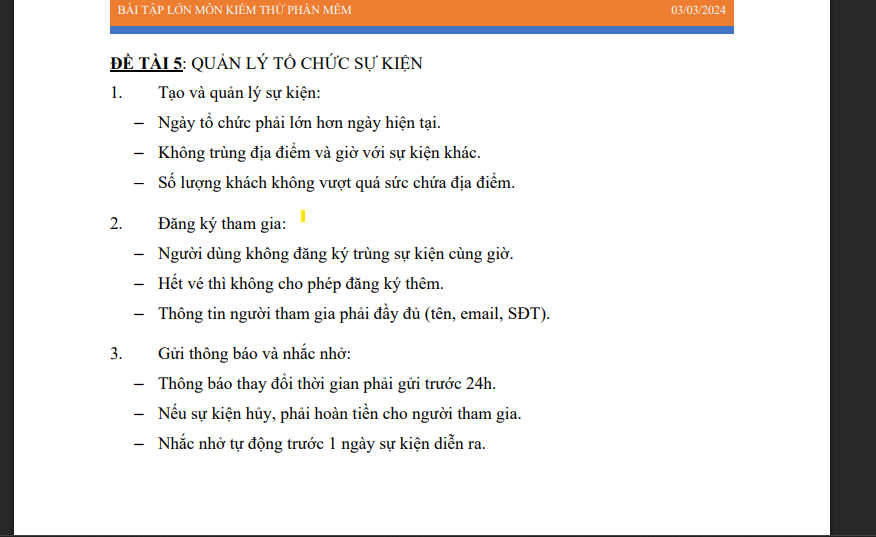 BÀI TẬP LỚN MÔN KIỂM THỬ PHẦN MỀM 03/03/2024
ĐỀ TÀI 5: QUẢN LÝ TỔ CHỨC SỰ KIỆN
1. Tạo và quản lý sự kiện:
– Ngày tổ chức phải lớn hơn ngày hiện tại.
– Không trùng địa điểm và giờ với sự kiện khác.
– Số lượng khách không vượt quá sức chứa địa điểm.
2. Đăng ký tham gia:
– Người dùng không đăng ký trùng sự kiện cùng giờ.
– Hết vé thì không cho phép đăng ký thêm.
– Thông tin người tham gia phải đầy đủ (tên, email, SĐT).
3. Gửi thông báo và nhắc nhở:
– Thông báo thay đổi thời gian phải gửi trước 24h.
– Nếu sự kiện hủy, phải hoàn tiền cho người tham gia.
– Nhắc nhở tự động trước 1 ngày sự kiện diễn ra.